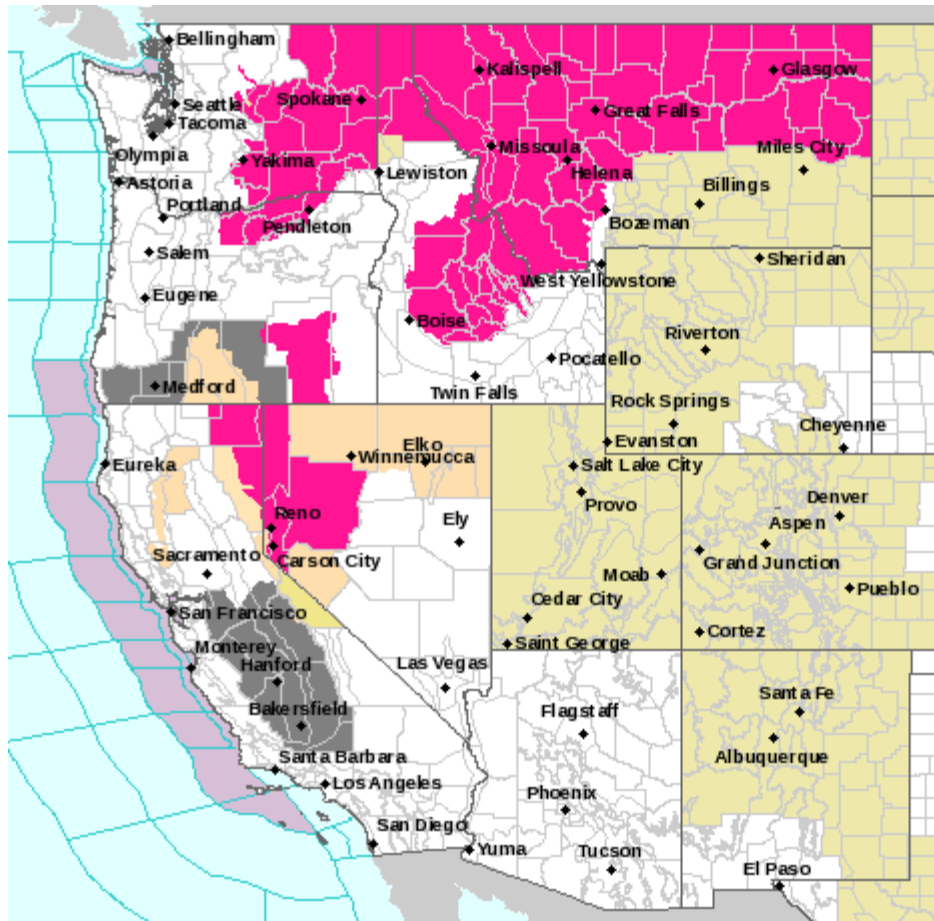 Bellingham
Kalispell
Glasgow
Spokane
Seattle
Great Falls
Tacoma
Olympia
Missoula
Miles City
Yakima
Helena
Lewiston
Astoria
Billings
Portland
Bozeman
Pendleton
Salem
Sheridan
West Yellowstone
Eugene
Boise
Riverton
Pocatello
Medford
Twin Falls
Rock Springs
Cheyenne
Elko
Evanston
Winnemucca
Eureka
Salt Lake City
Provo
Denver
Reno
Ely
Aspen
Sacramento
Carson City
Grand Junction
Moab
Pueblo
San Francisco
Cedar City
Cortez
Monterey
Saint George
Hanford
Las Vegas
Santa Fe
Flagstaff
Bakersfield
Albuquerque
Santa Barbara
Los Angeles
Phoenix
San Diego
Yuma
Tucson
El Paso